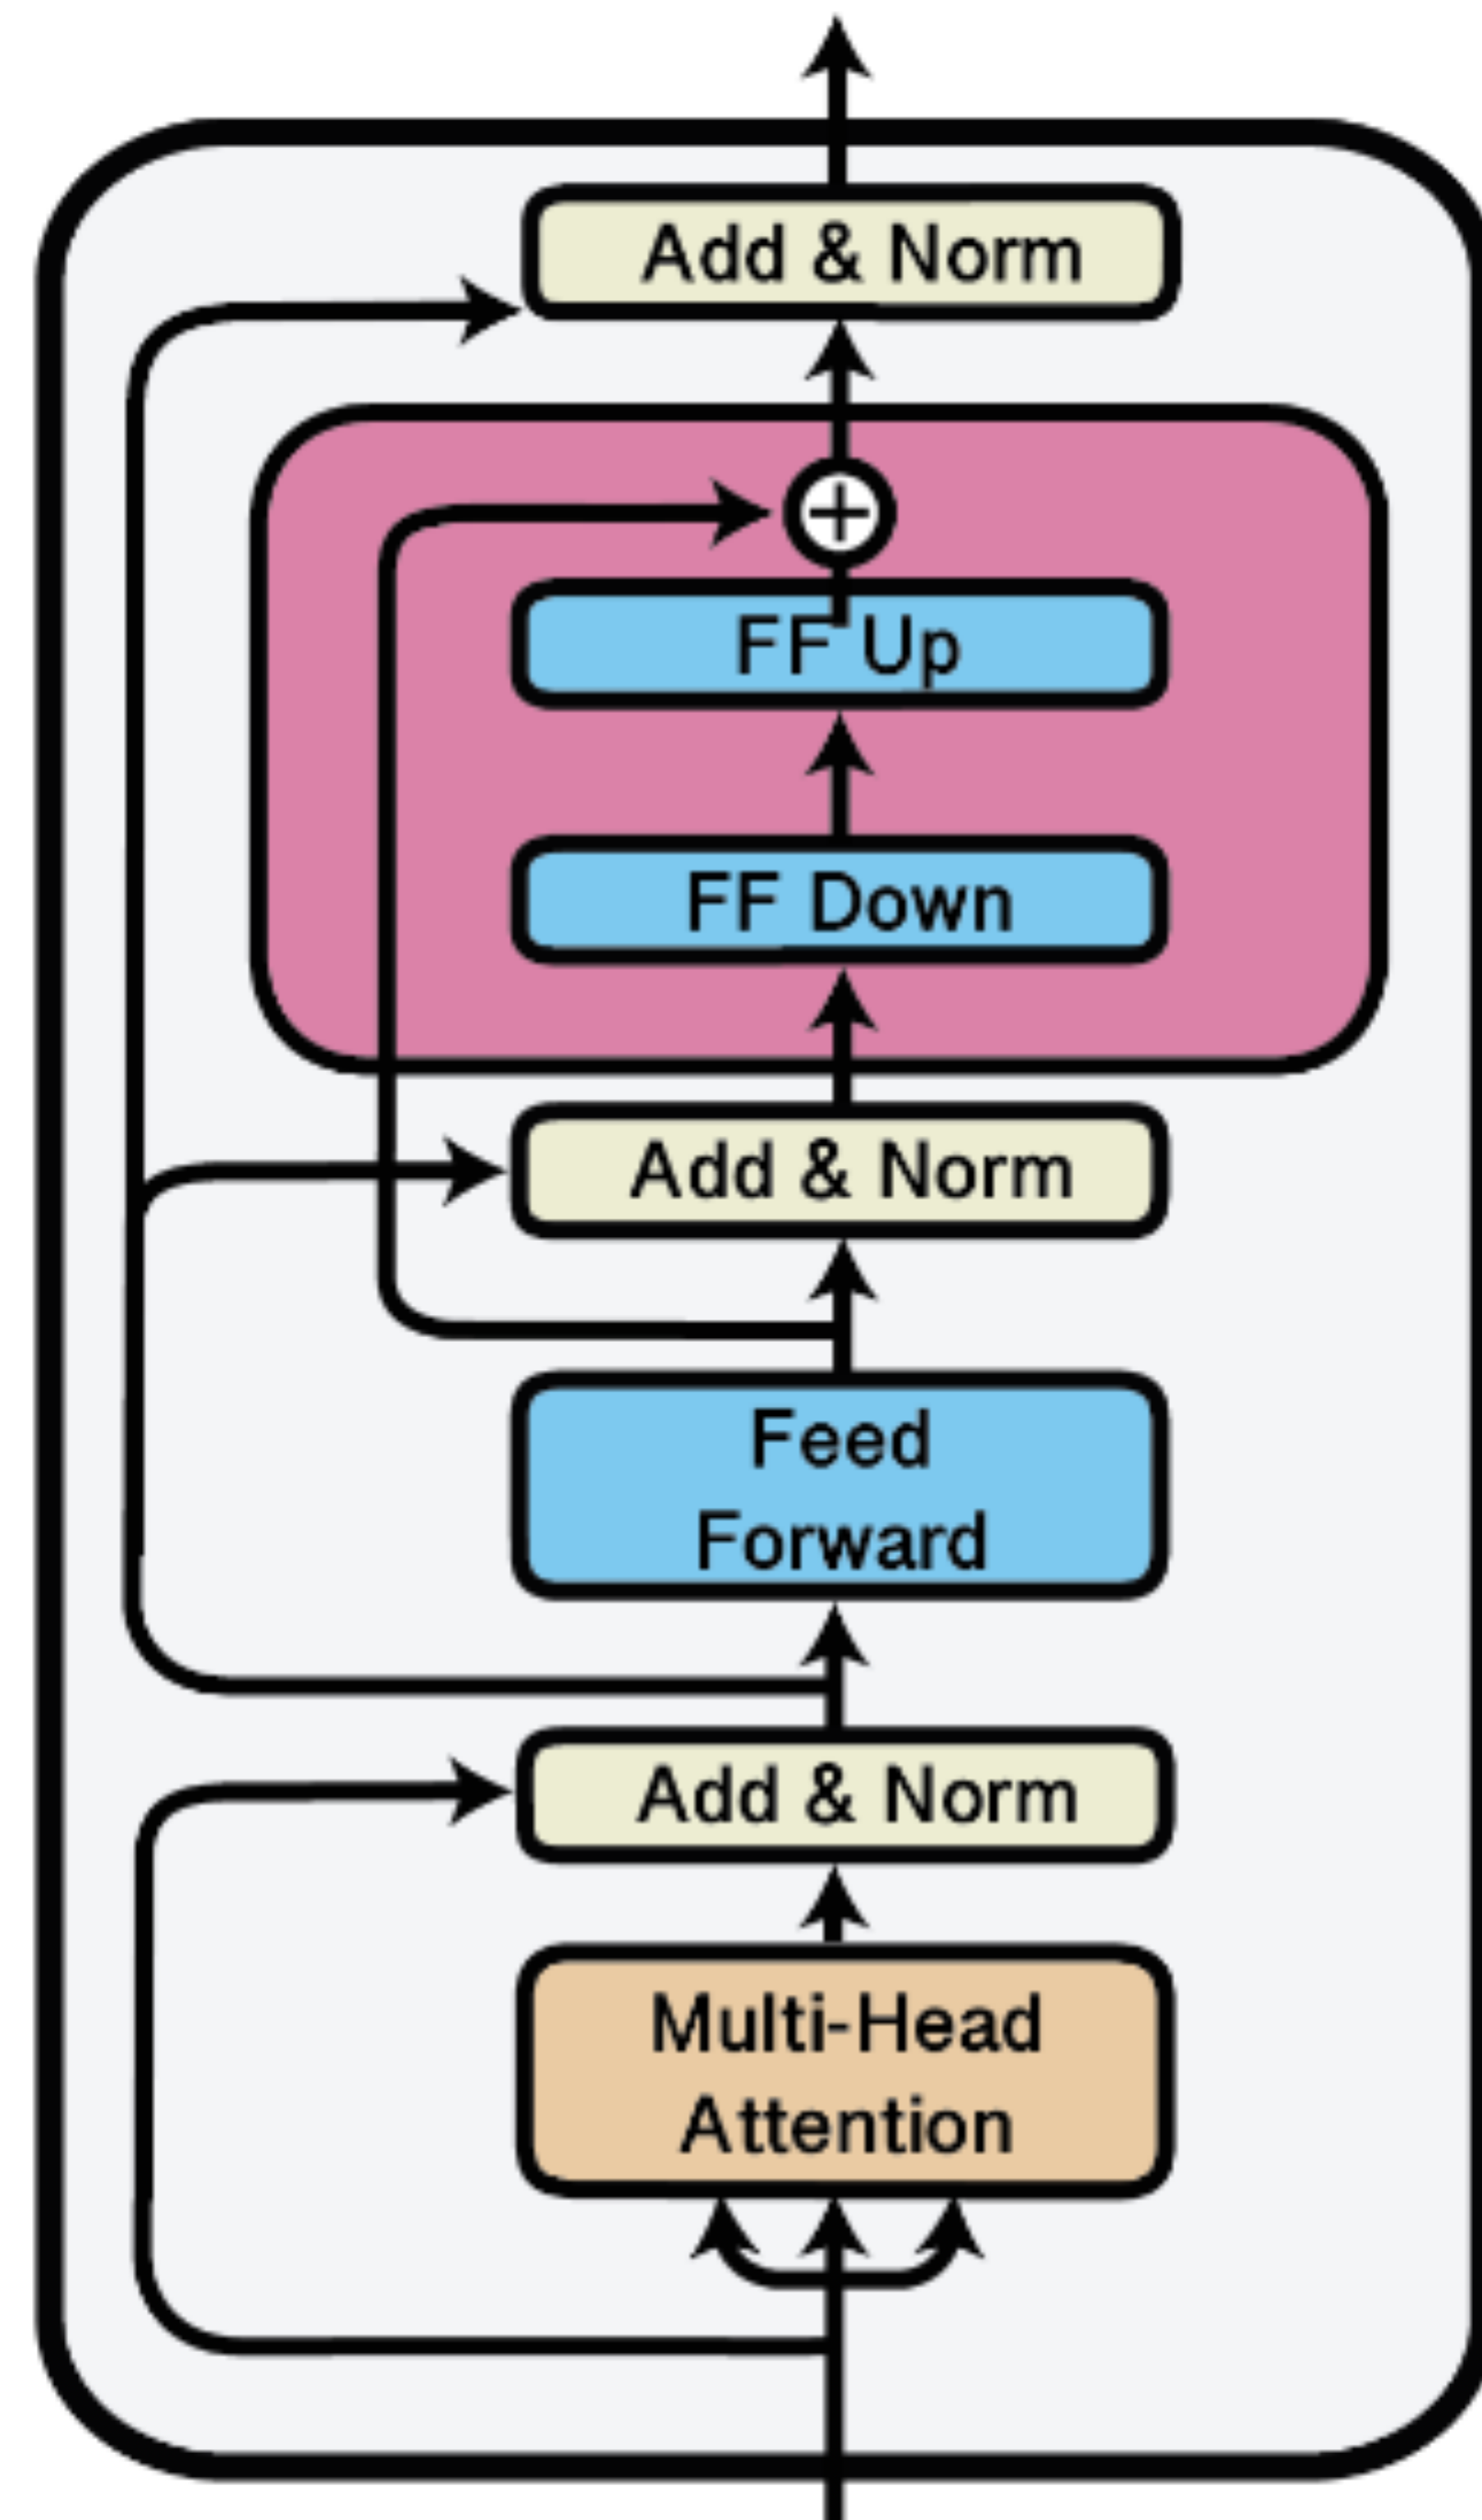 Add & Norm
FF Up
FF Down
Add & Norm
Feed
Forward
Add & Norm
Multi-Head
Attention